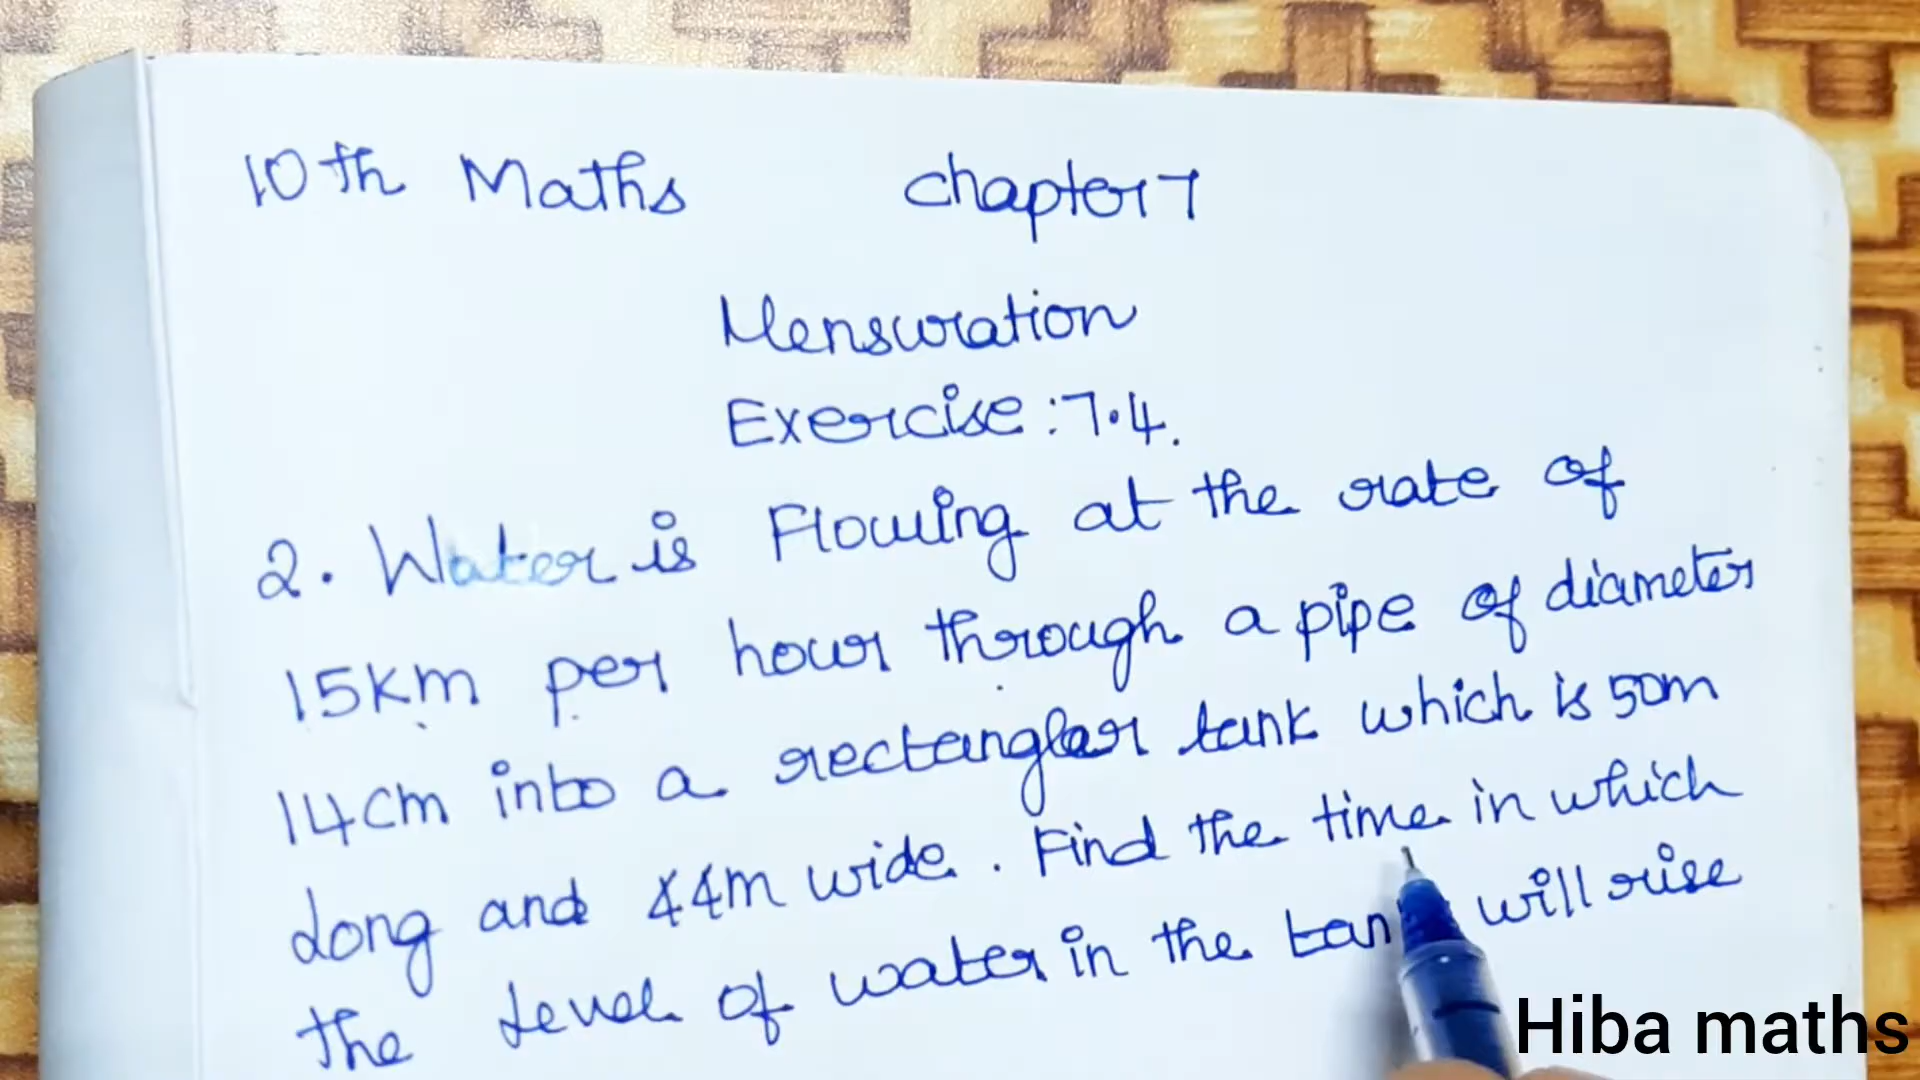 10th Maths chapter 7
Mensuration
Exercise : 7.4.
2. Water is Flowing at the rate of
15km per hour through a pipe of diameter
14cm into a rectanglar tank which is 50m
long and 44m wide. Find the time in which
the level of water in the tank will rise
Hiba maths